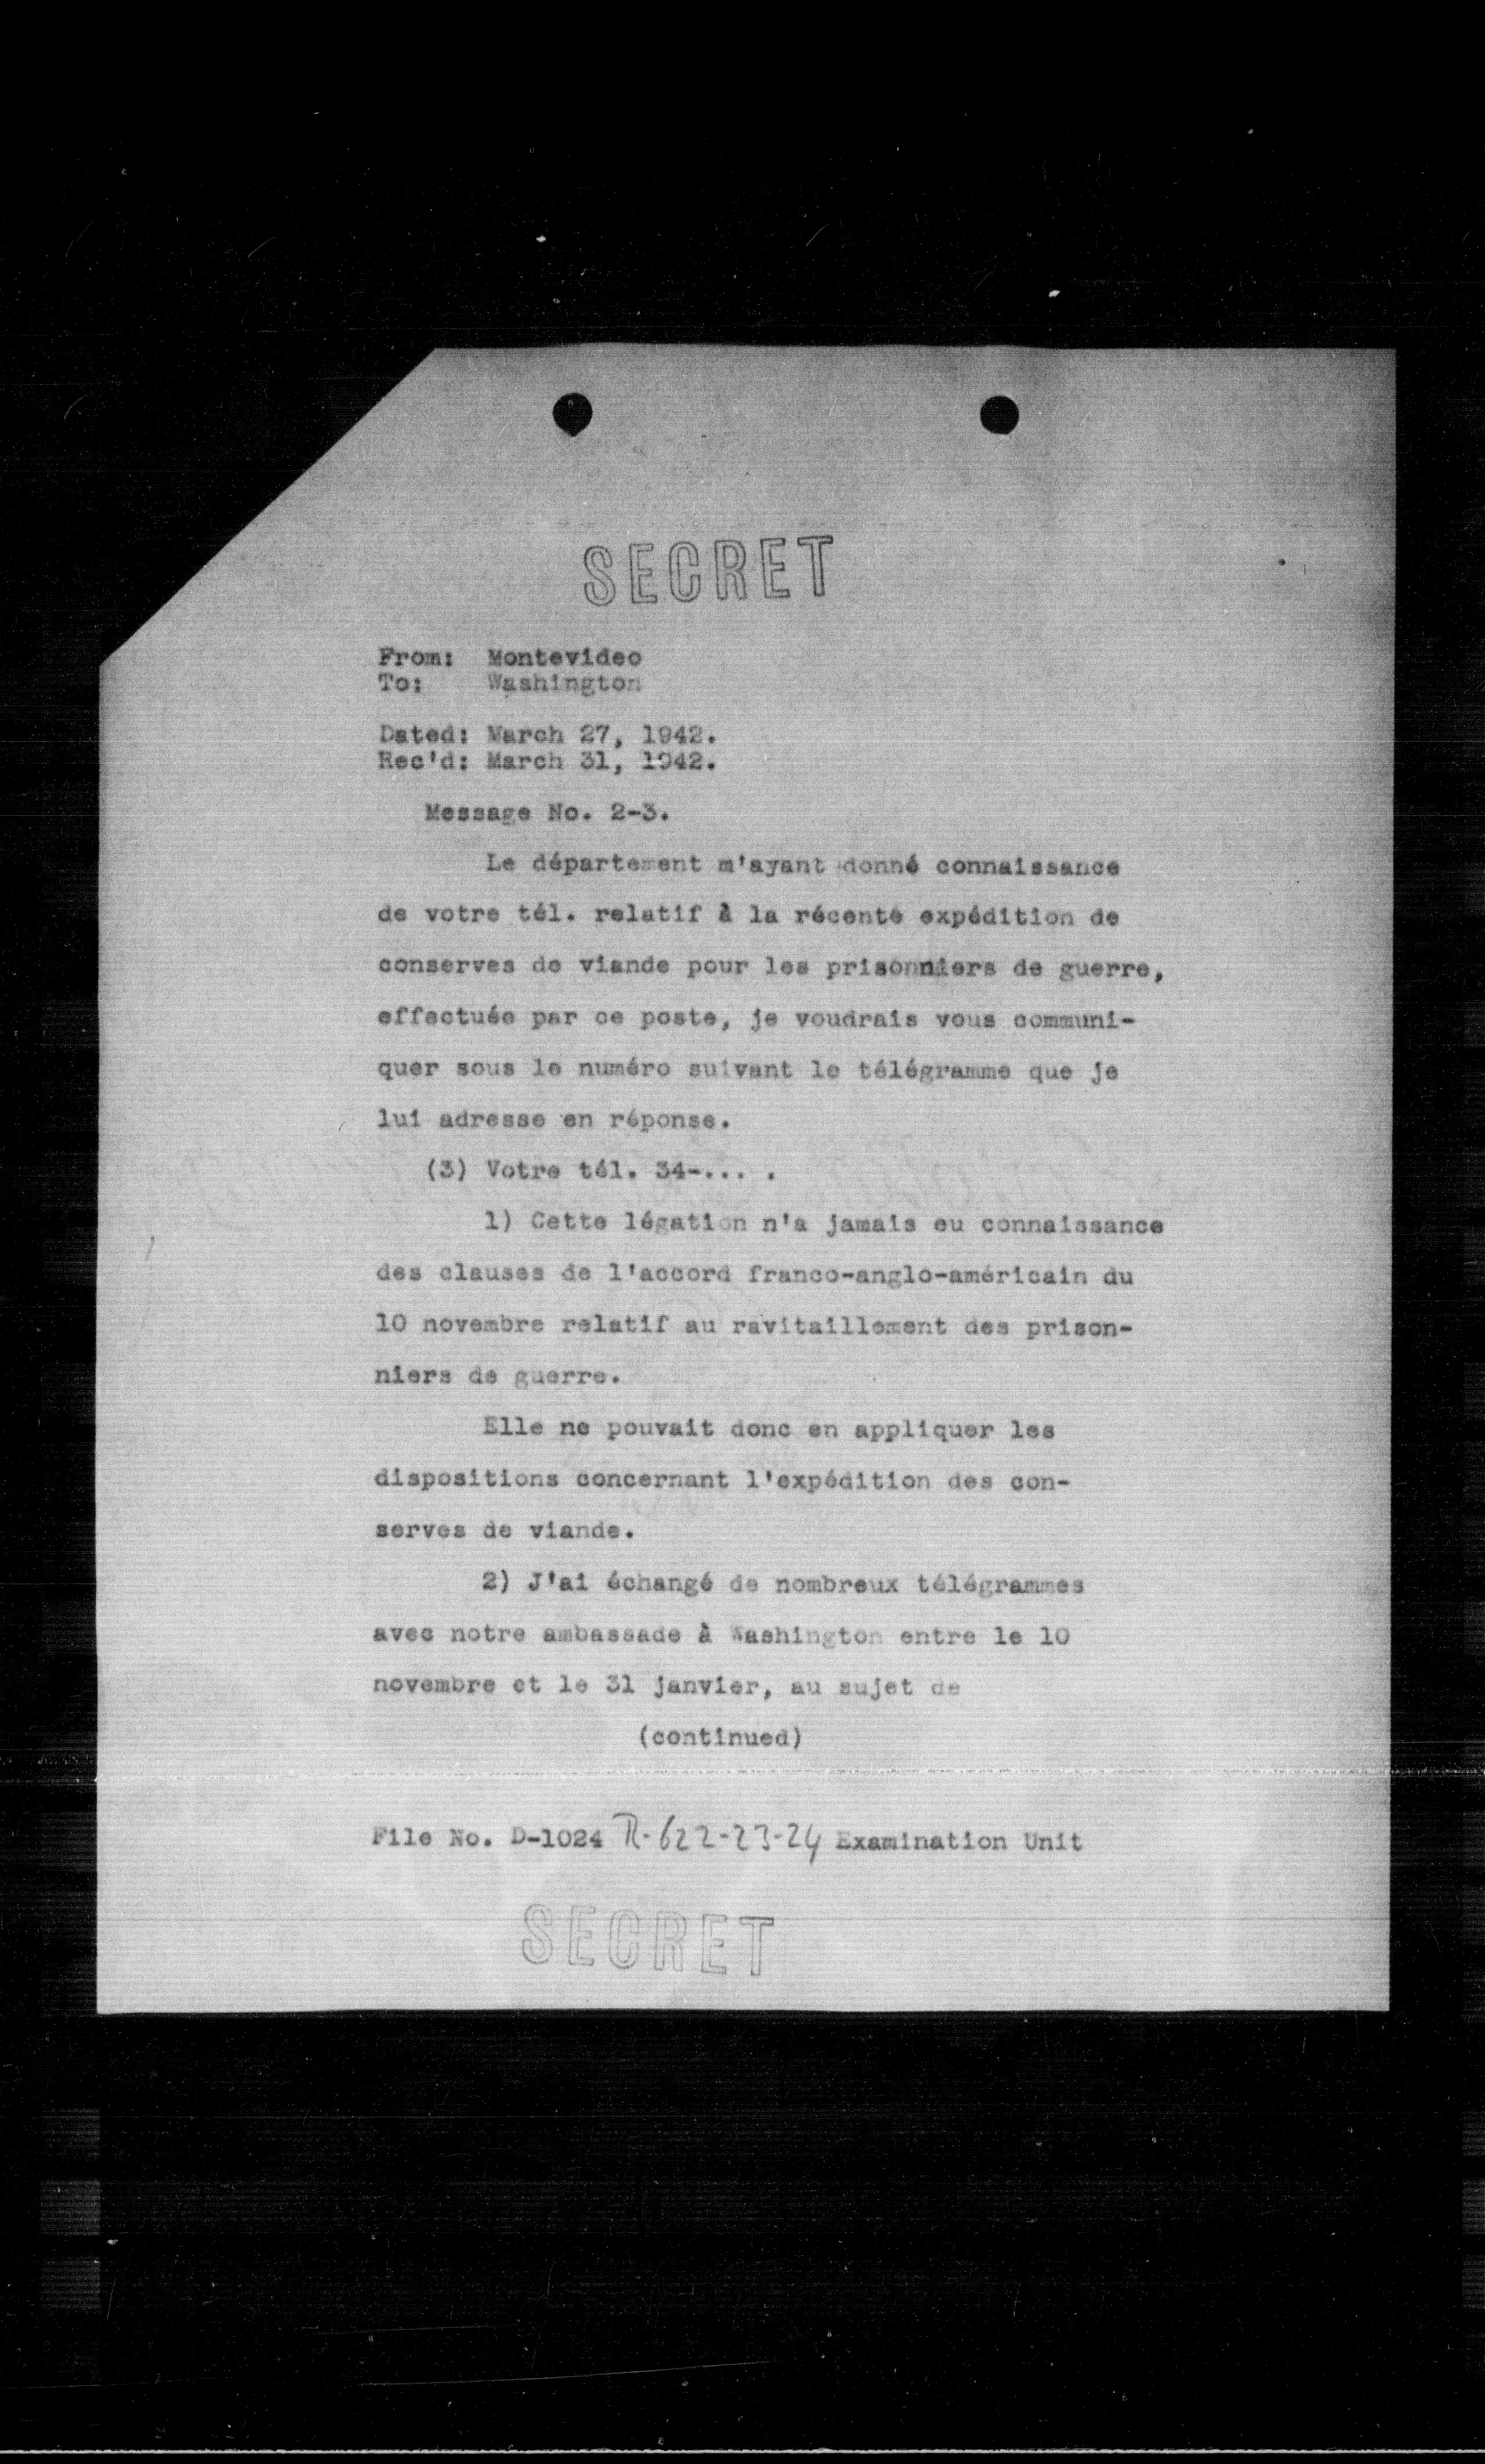 SECRET
From: Montevideo
To: Washington
Dated: March 27, 1942.
Rec'd: March 31, 1942.
Message No. 2-3.
Le département m'ayant donné connaissance
de votre tél. relatif à la récente expédition de
conserves de viande pour les prisonniers de guerre,
effectuée par ce poste, je voudrais vous communi-
quer sous le numéro suivant le télégramme que je
lui adresse en réponse.
(3) Votre tél. 34-... .
1) Cette légation n'a jamais eu connaissance
des clauses de l'accord franco-anglo-américain du
10 novembre relatif au ravitaillement des prison-
niers de guerre.
Elle ne pouvait donc en appliquer les
dispositions concernant l'expédition des con-
serves de viande.
2) J'ai échangé de nombreux télégrammes
avec notre ambassade à Washington entre le 10
novembre et le 31 janvier, au sujet de
(continued)
File No. D-1024 R-622-23-24 Examination Unit
SECRET